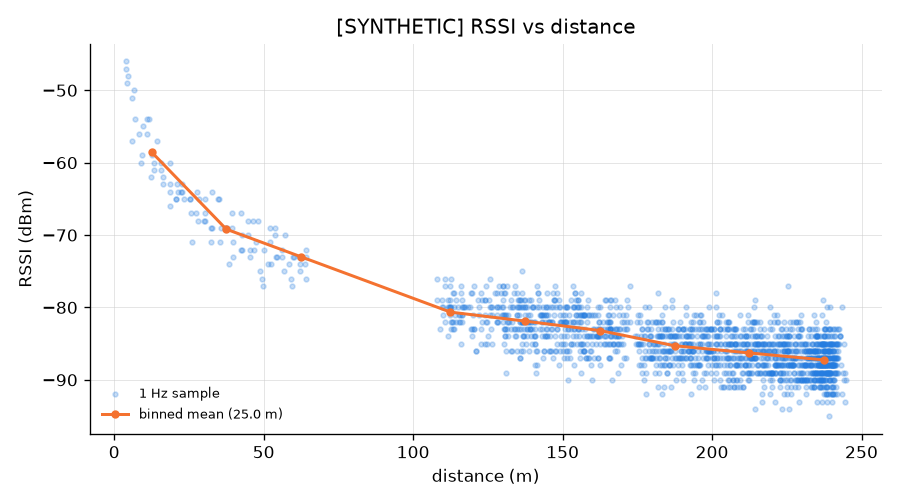 [SYNTHETIC] RSSI vs distance
RSSI (dBm)
−50
−60
−70
−80
−90
1 Hz sample
binned mean (25.0 m)
0 50 100 150 200 250
distance (m)